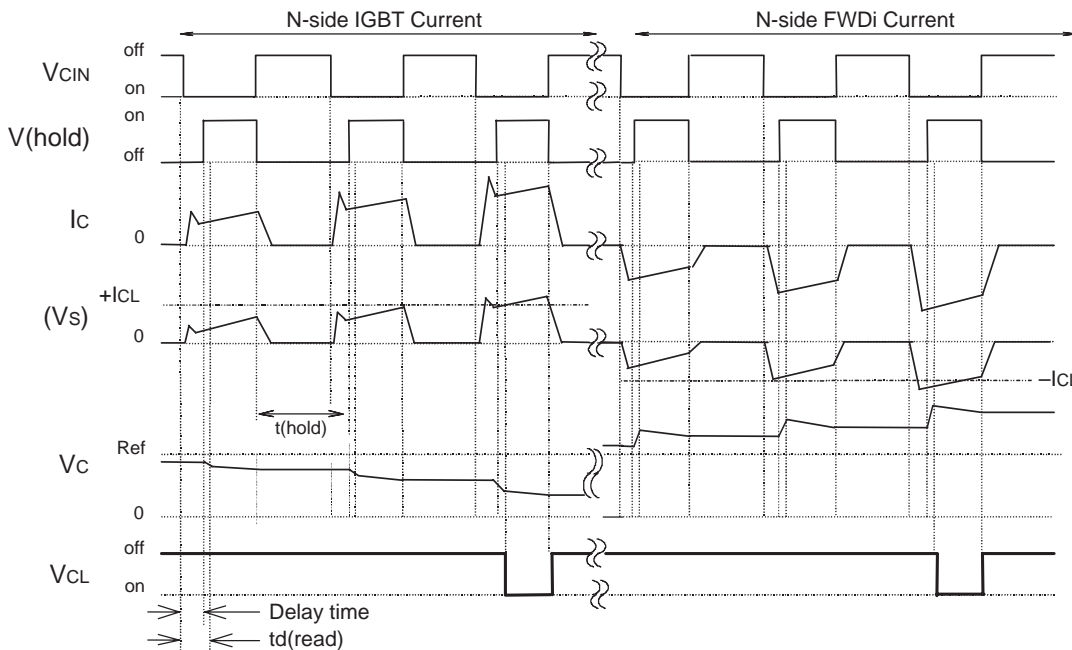 N-side IGBT Current
N-side FWDi Current
off
VCIN
on
on
V(hold)
off
IC
0
+ICL
(VS)
0
–ICL
t(hold)
Ref
VC
0
off
VCL
on
Delay time
td(read)